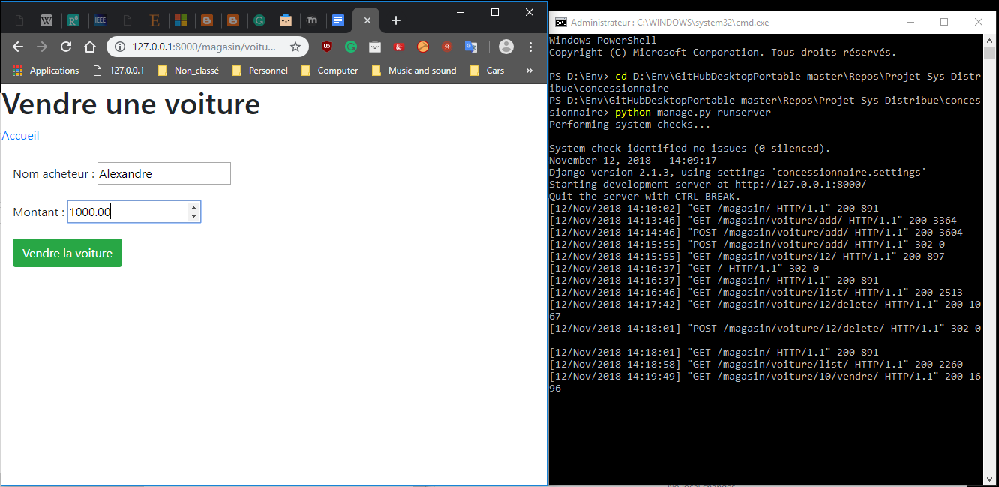 127.0.0.1:8000/magasin/voitu...
Applications 127.0.0.1 Non_classé Personnel Computer Music and sound Cars »
Vendre une voiture
Accueil
Nom acheteur : Alexandre
Montant : 1000.00
Vendre la voiture
Administrateur : C:\WINDOWS\system32\cmd.exe
Windows PowerShell
Copyright (C) Microsoft Corporation. Tous droits réservés.
PS D:\Env> cd D:\Env\GitHubDesktopPortable-master\Repos\Projet-Sys-Distr
ibue\concessionnaire
PS D:\Env\GitHubDesktopPortable-master\Repos\Projet-Sys-Distribue\conces
sionnaire> python manage.py runserver
Performing system checks...
System check identified no issues (0 silenced).
November 12, 2018 - 14:09:17
Django version 2.1.3, using settings 'concessionnaire.settings'
Starting development server at http://127.0.0.1:8000/
Quit the server with CTRL-BREAK.
[12/Nov/2018 14:10:02] "GET /magasin/ HTTP/1.1" 200 891
[12/Nov/2018 14:13:46] "GET /magasin/voiture/add/ HTTP/1.1" 200 3364
[12/Nov/2018 14:14:46] "POST /magasin/voiture/add/ HTTP/1.1" 200 3604
[12/Nov/2018 14:15:55] "POST /magasin/voiture/add/ HTTP/1.1" 302 0
[12/Nov/2018 14:15:55] "GET /magasin/voiture/12/ HTTP/1.1" 200 897
[12/Nov/2018 14:16:37] "GET / HTTP/1.1" 302 0
[12/Nov/2018 14:16:37] "GET /magasin/ HTTP/1.1" 200 891
[12/Nov/2018 14:16:46] "GET /magasin/voiture/list/ HTTP/1.1" 200 2513
[12/Nov/2018 14:17:42] "GET /magasin/voiture/12/delete/ HTTP/1.1" 200 10
67
[12/Nov/2018 14:18:01] "POST /magasin/voiture/12/delete/ HTTP/1.1" 302 0
[12/Nov/2018 14:18:01] "GET /magasin/ HTTP/1.1" 200 891
[12/Nov/2018 14:18:58] "GET /magasin/voiture/list/ HTTP/1.1" 200 2260
[12/Nov/2018 14:19:49] "GET /magasin/voiture/10/vendre/ HTTP/1.1" 200 16
96